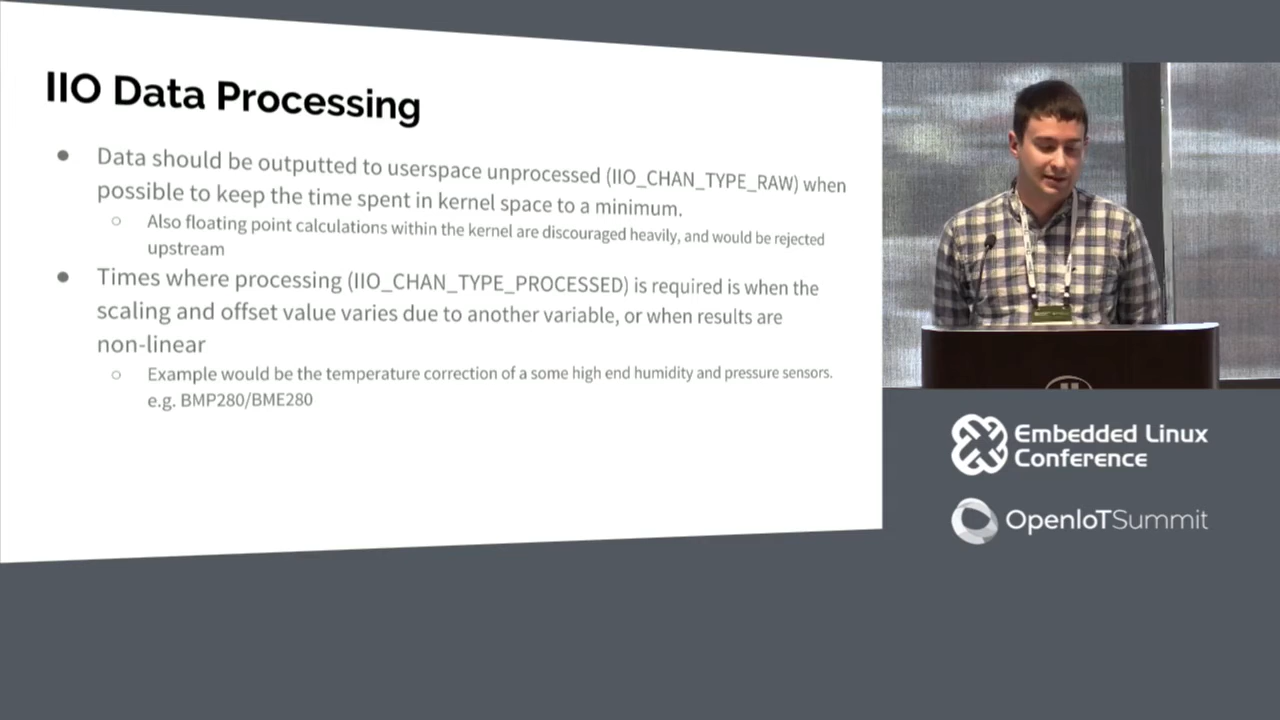 IIO Data Processing
● Data should be outputted to userspace unprocessed (IIO_CHAN_TYPE_RAW) when
possible to keep the time spent in kernel space to a minimum.
○ Also floating point calculations within the kernel are discouraged heavily, and would be rejected
upstream
● Times where processing (IIO_CHAN_TYPE_PROCESSED) is required is when the
scaling and offset value varies due to another variable, or when results are
non-linear
○ Example would be the temperature correction of a some high end humidity and pressure sensors.
e.g. BMP280/BME280
Embedded Linux
Conference
OpenIoTSummit